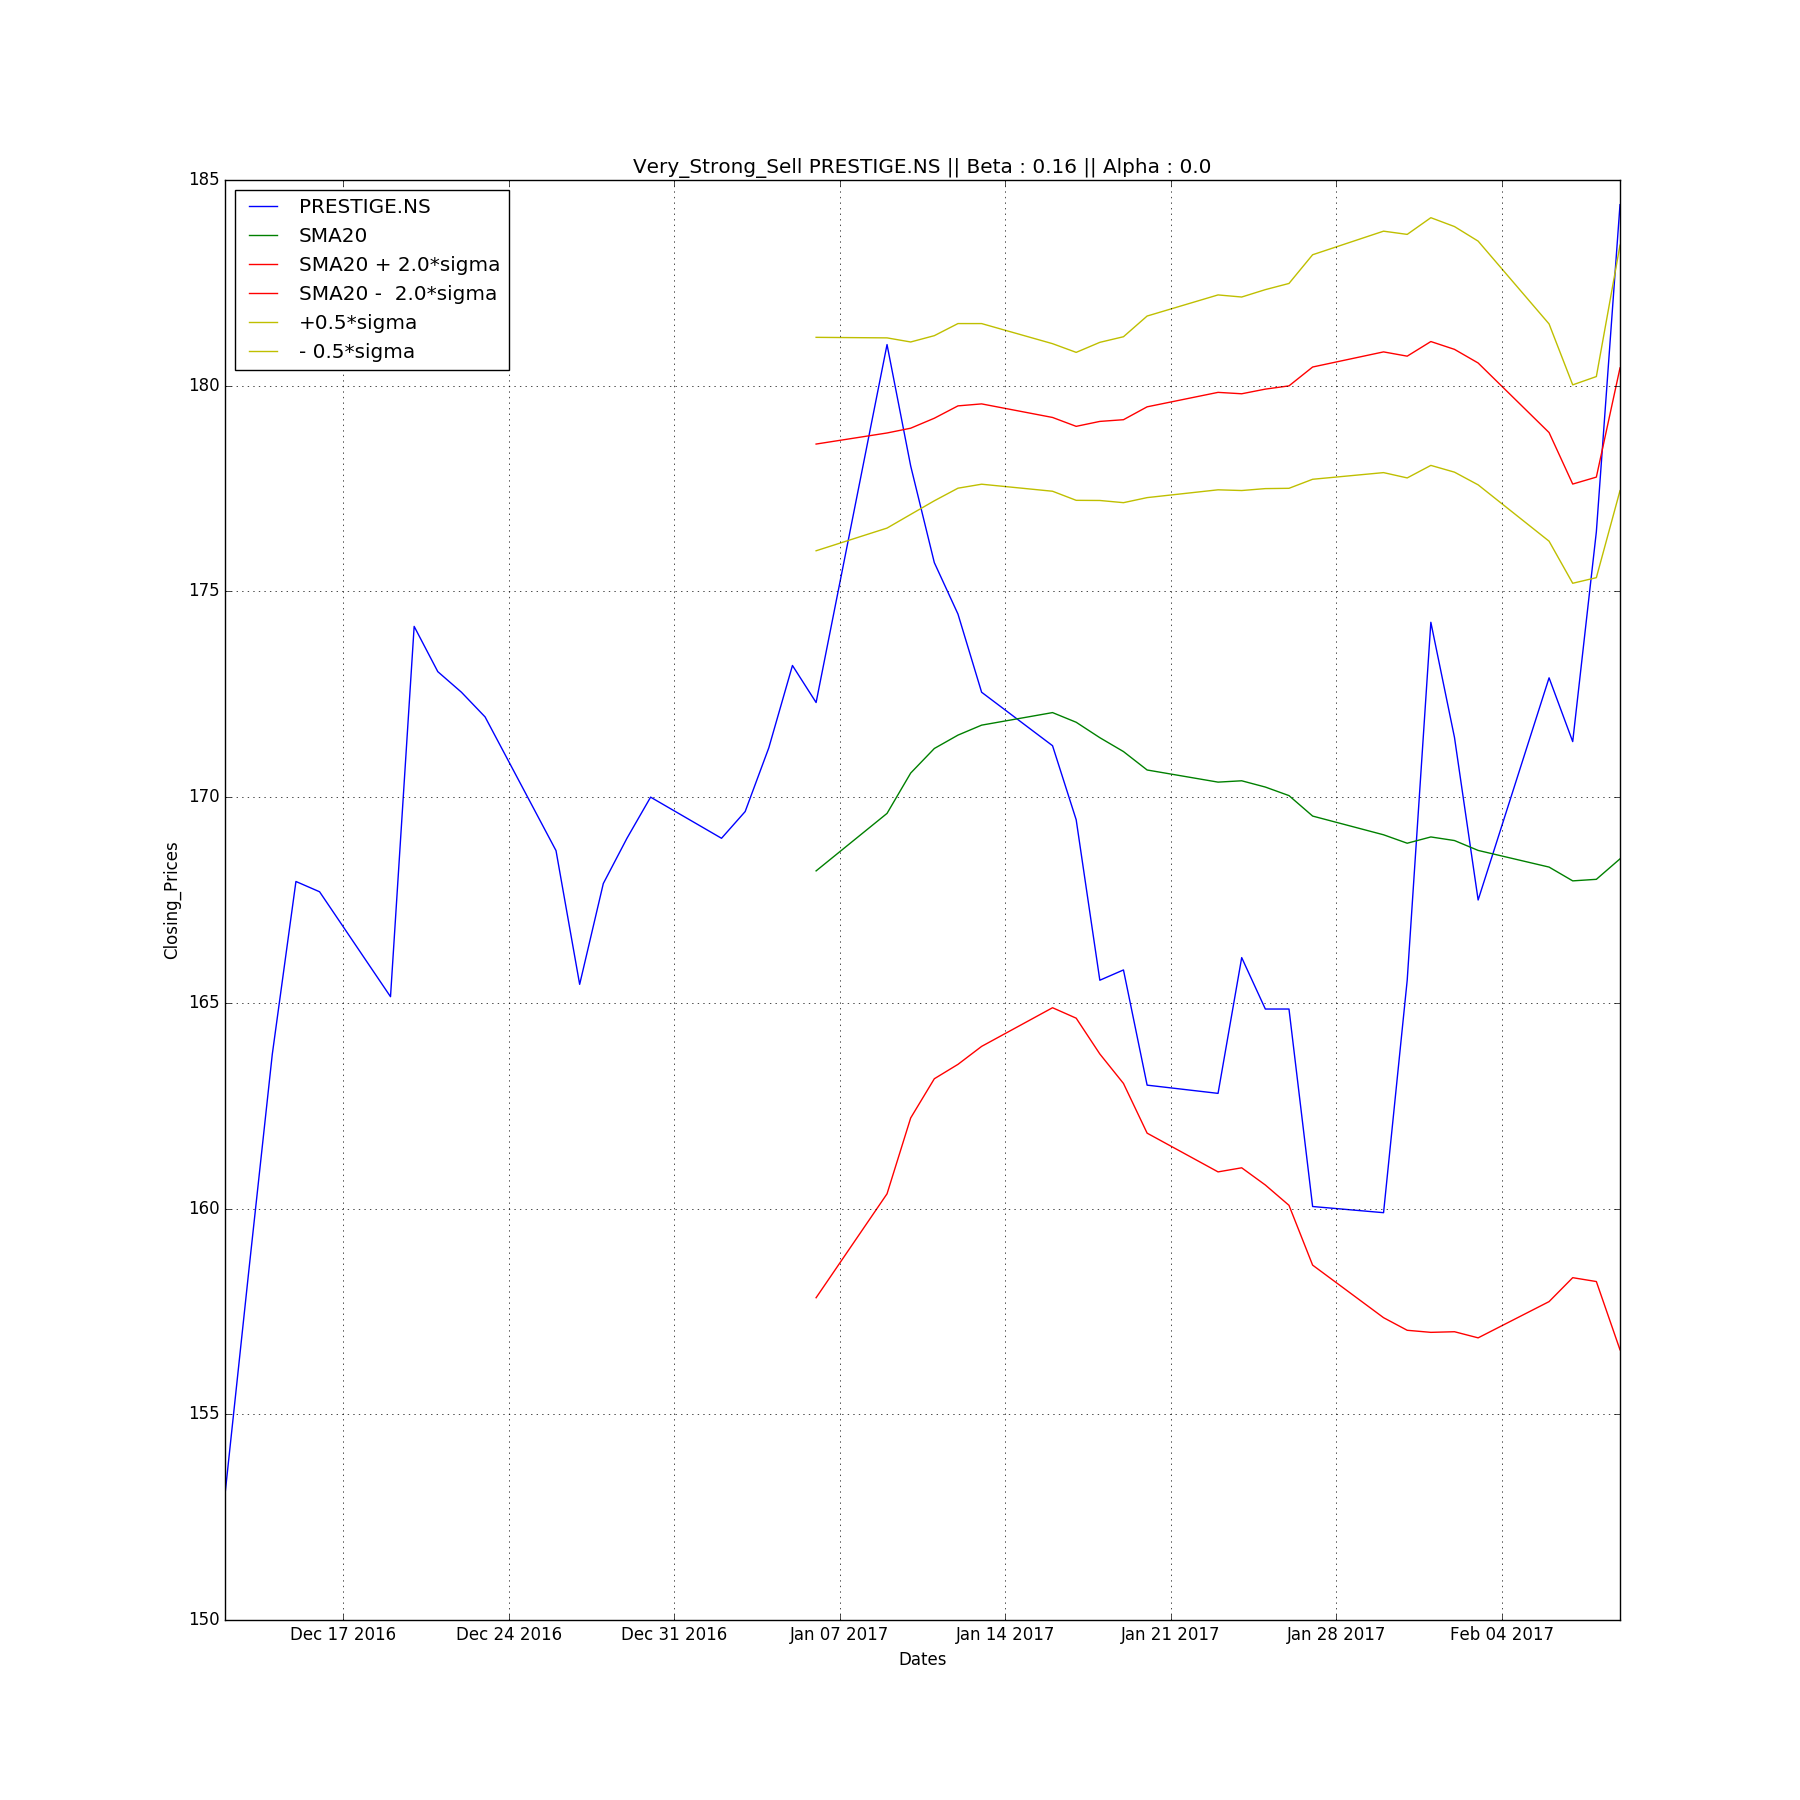 Very_Strong_Sell PRESTIGE.NS || Beta : 0.16 || Alpha : 0.0
PRESTIGE.NS
SMA20
SMA20 + 2.0*sigma
SMA20 -  2.0*sigma
+0.5*sigma
- 0.5*sigma
185
180
175
170
165
160
155
150
Closing_Prices
Dec 17 2016 Dec 24 2016 Dec 31 2016 Jan 07 2017 Jan 14 2017 Jan 21 2017 Jan 28 2017 Feb 04 2017
Dates